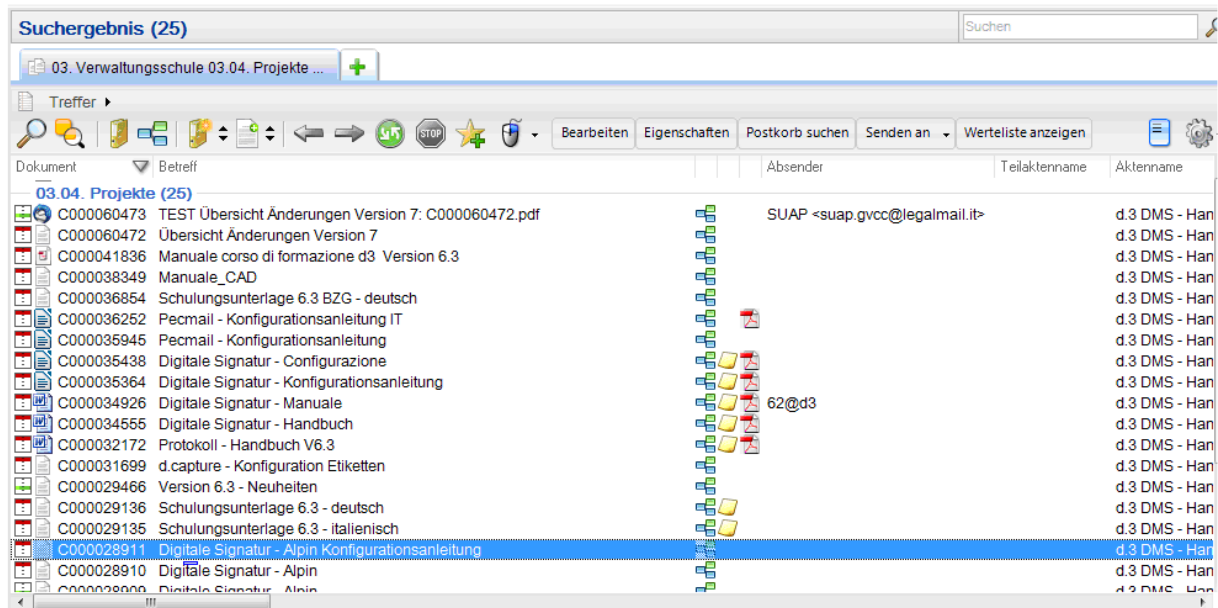 Suchergebnis (25) Suchen
03. Verwaltungsschule 03.04. Projekte ...
Treffer
STOP Bearbeiten Eigenschaften Postkorb suchen Senden an Werteliste anzeigen
Dokument Betreff Absender Teilaktenname Aktenname
03.04. Projekte (25)
C000060473 TEST Übersicht Änderungen Version 7: C000060472.pdf SUAP <suap.gvcc@legalmail.it> d.3 DMS - Han
C000060472 Übersicht Änderungen Version 7 d.3 DMS - Han
C000041836 Manuale corso di formazione d3 Version 6.3 d.3 DMS - Han
C000038349 Manuale_CAD d.3 DMS - Han
C000036854 Schulungsunterlage 6.3 BZG - deutsch d.3 DMS - Han
C000036252 Pecmail - Konfigurationsanleitung IT d.3 DMS - Han
C000035945 Pecmail - Konfigurationsanleitung d.3 DMS - Han
C000035438 Digitale Signatur - Configurazione d.3 DMS - Han
C000035364 Digitale Signatur - Konfigurationsanleitung d.3 DMS - Han
C000034926 Digitale Signatur - Manuale 62@d3 d.3 DMS - Han
C000034555 Digitale Signatur - Handbuch d.3 DMS - Han
C000032172 Protokoll - Handbuch V6.3 d.3 DMS - Han
C000031699 d.capture - Konfiguration Etiketten d.3 DMS - Han
C000029466 Version 6.3 - Neuheiten d.3 DMS - Han
C000029136 Schulungsunterlage 6.3 - deutsch d.3 DMS - Han
C000029135 Schulungsunterlage 6.3 - italienisch d.3 DMS - Han
C000028911 Digitale Signatur - Alpin Konfigurationsanleitung d.3 DMS - Han
C000028910 Digitale Signatur - Alpin d.3 DMS - Han
C000028909 Digitale Signatur - Alpin d.3 DMS - Han